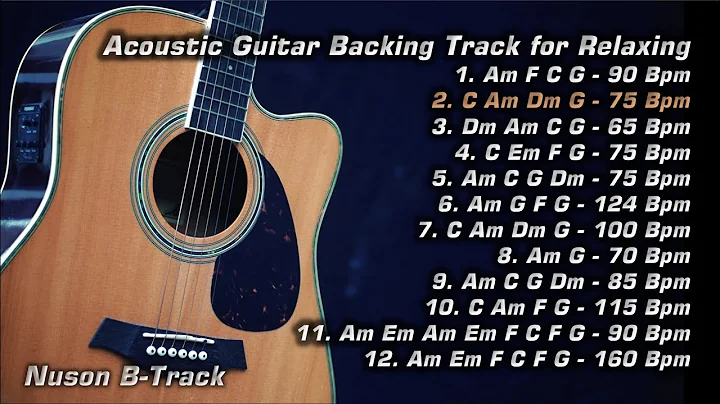 Acoustic Guitar Backing Track for Relaxing
1. Am F C G - 90 Bpm
2. C Am Dm G - 75 Bpm
3. Dm Am C G - 65 Bpm
4. C Em F G - 75 Bpm
5. Am C G Dm - 75 Bpm
6. Am G F G - 124 Bpm
7. C Am Dm G - 100 Bpm
8. Am G - 70 Bpm
9. Am C G Dm - 85 Bpm
10. C Am F G - 115 Bpm
11. Am Em Am Em F C F G - 90 Bpm
12. Am Em F C F G - 160 Bpm
Nuson B-Track